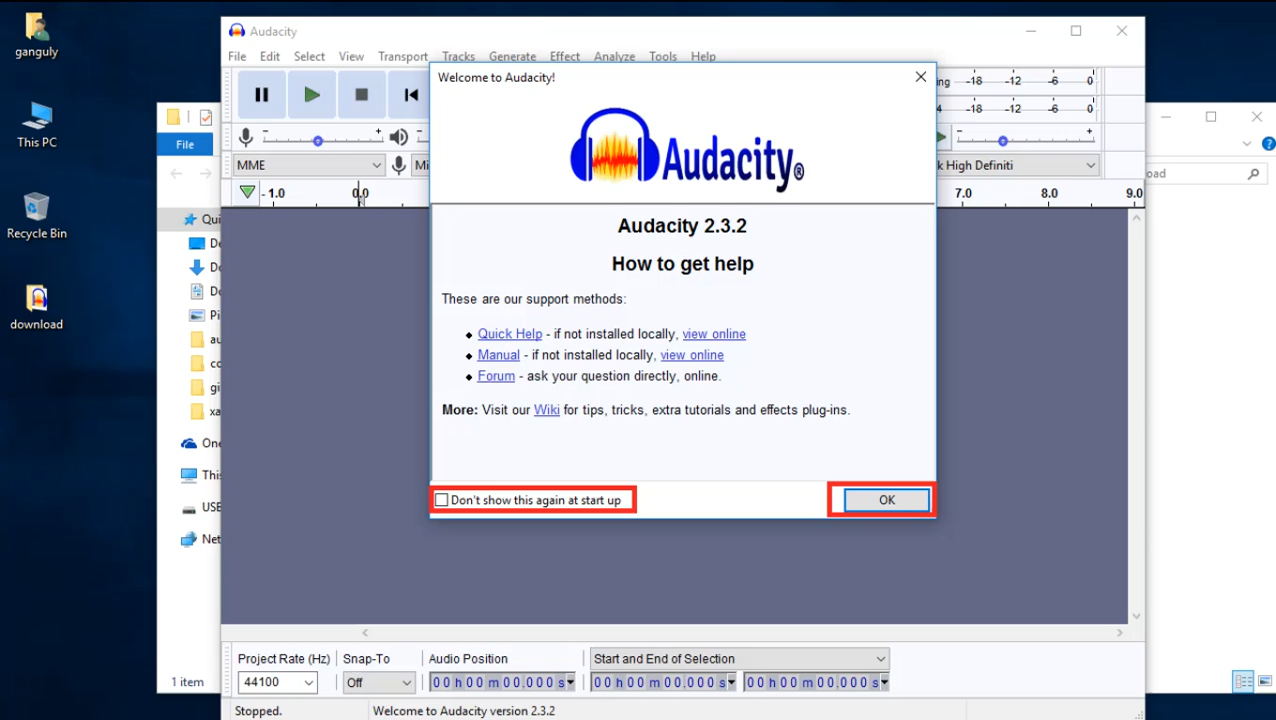 ganguly
This PC
Recycle Bin
download
Audacity
File Edit Select View Transport Tracks Generate Effect Analyze Tools Help
Welcome to Audacity!
-18 -12 -6 0
-18 -12 -6 0
File
MME
High Definiti
- 1.0 0.0 7.0 8.0 9.0
Audacity®
Audacity 2.3.2
How to get help
These are our support methods:
Quick Help - if not installed locally, view online
Manual - if not installed locally, view online
Forum - ask your question directly, online.
More: Visit our Wiki for tips, tricks, extra tutorials and effects plug-ins.
Don't show this again at start up
OK
1 item
Project Rate (Hz) Snap-To Audio Position Start and End of Selection
44100 Off 00 h 00 m 00.000 s 00 h 00 m 00.000 s 00 h 00 m 00.000 s
Stopped. Welcome to Audacity version 2.3.2